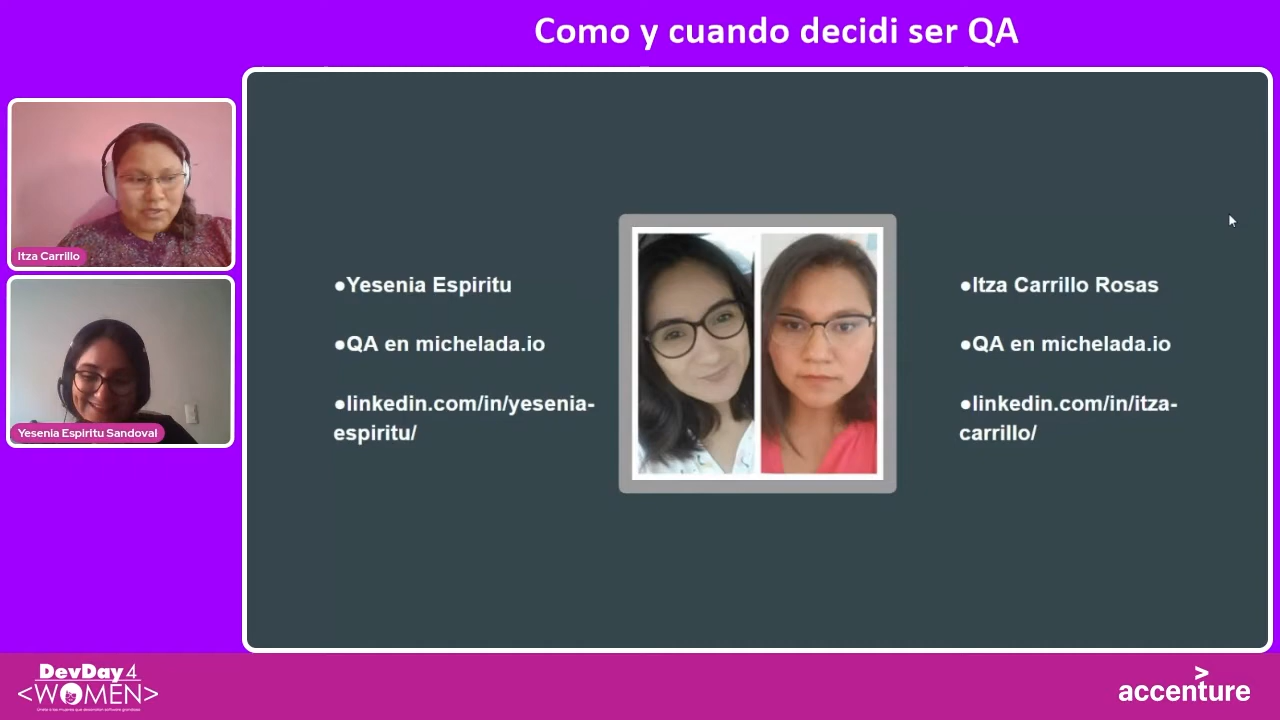 Como y cuando decidi ser QA
Itza Carrillo
Yesenia Espiritu Sandoval
●Yesenia Espiritu
●QA en michelada.io
●linkedin.com/in/yesenia-
espiritu/
●Itza Carrillo Rosas
●QA en michelada.io
●linkedin.com/in/itza-
carrillo/
DevDay4
<WOMEN>
accenture